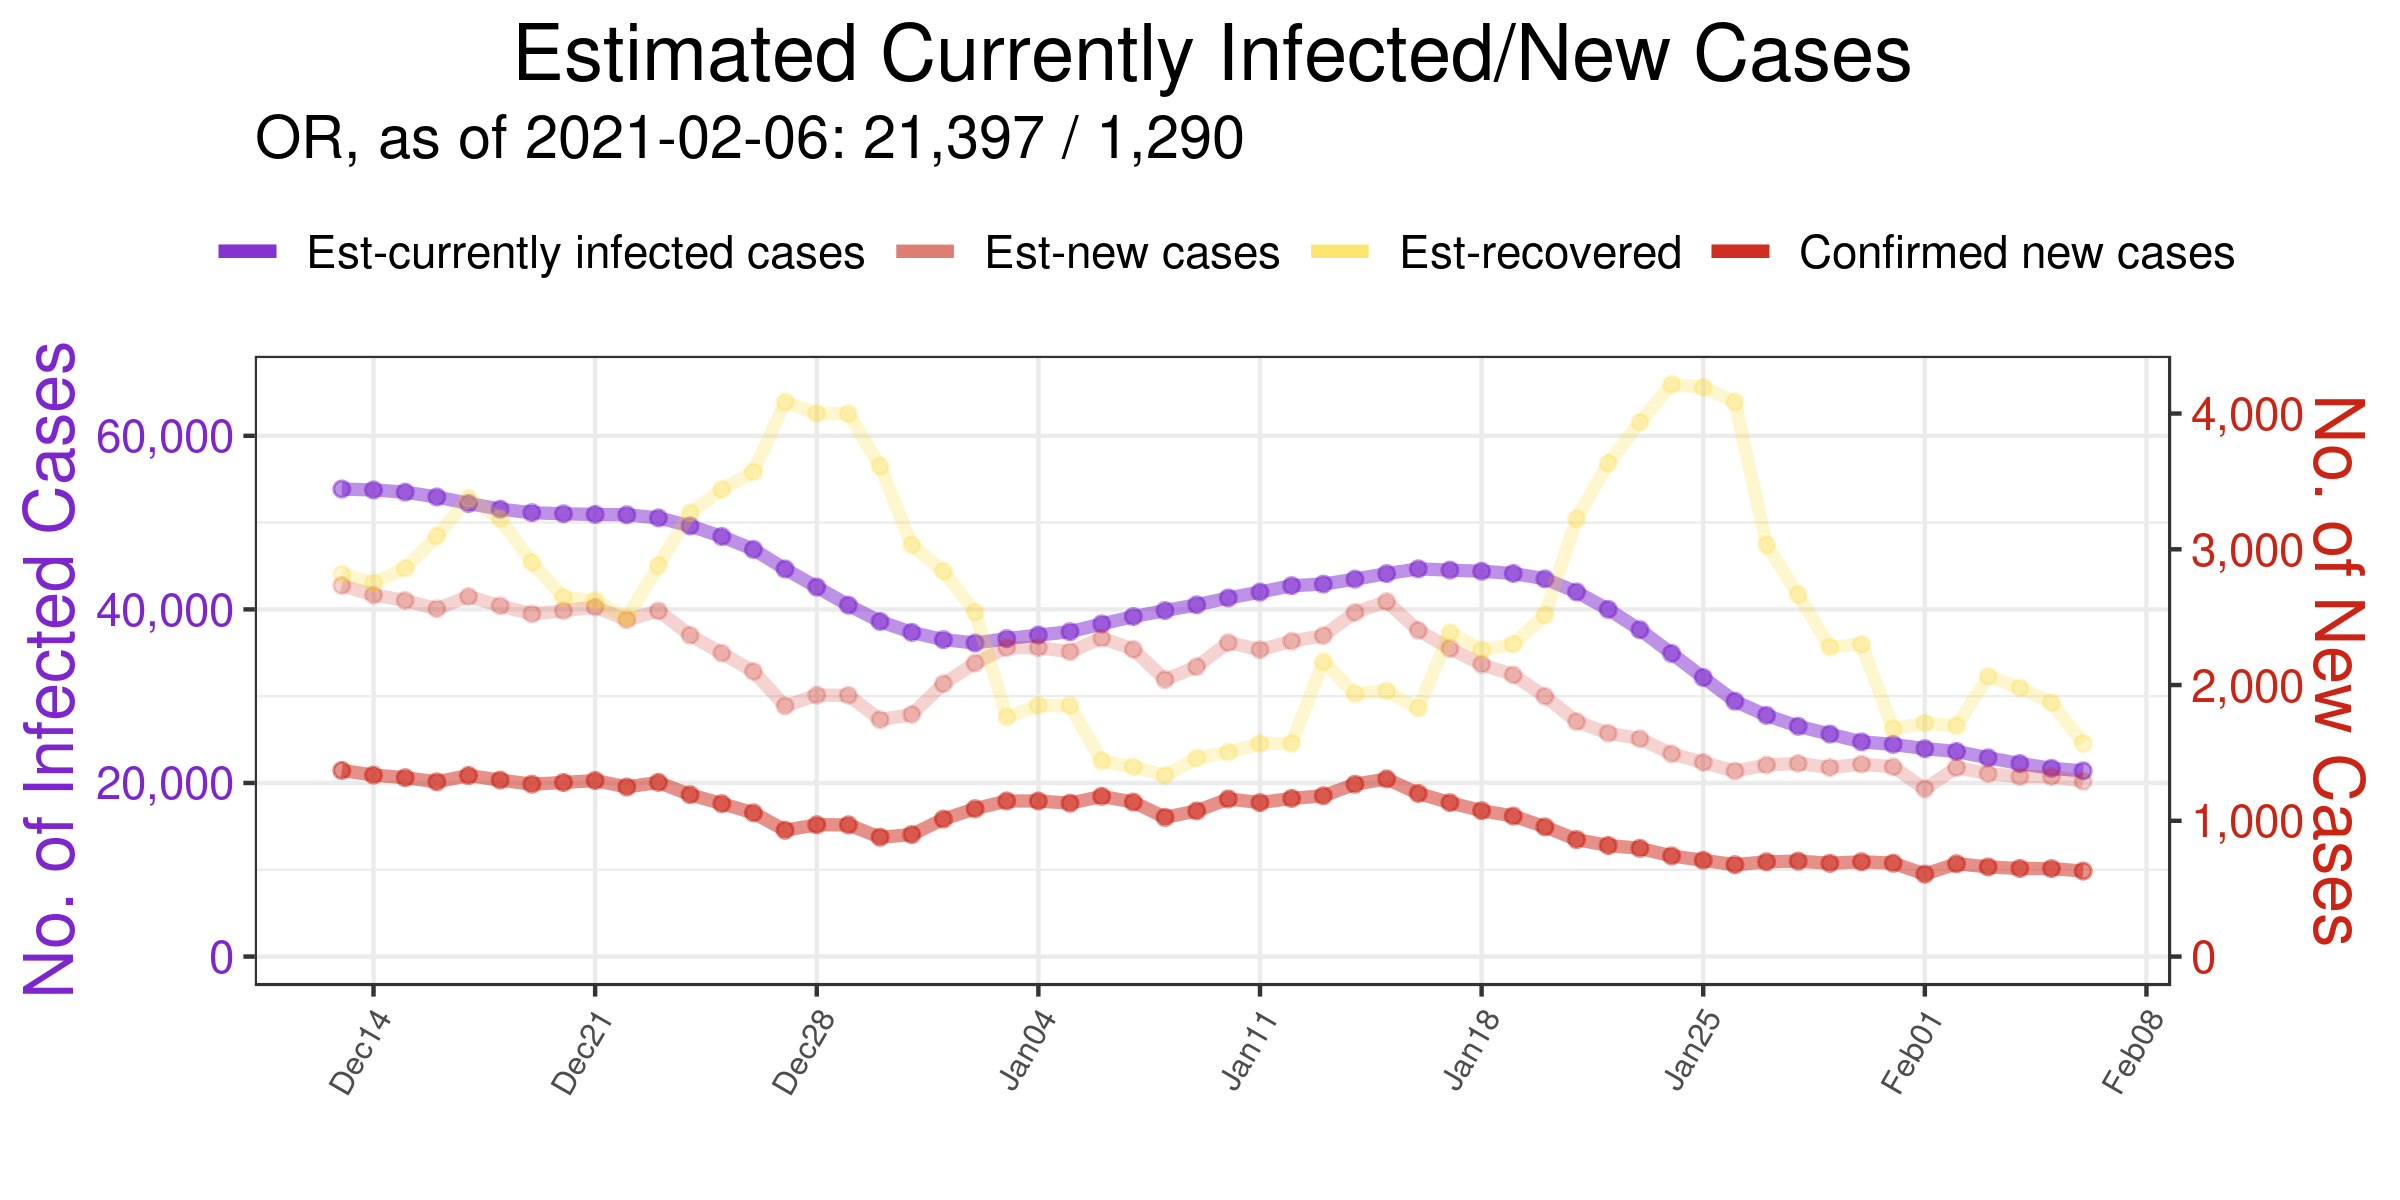 Estimated Currently Infected/New Cases
OR, as of 2021-02-06: 21,397 / 1,290
Est-currently infected cases Est-new cases Est-recovered Confirmed new cases
No. of Infected Cases
60,000
40,000
20,000
0
4,000
3,000
2,000
1,000
0
No. of New Cases
Dec14 Dec21 Dec28 Jan04 Jan11 Jan18 Jan25 Feb01 Feb08